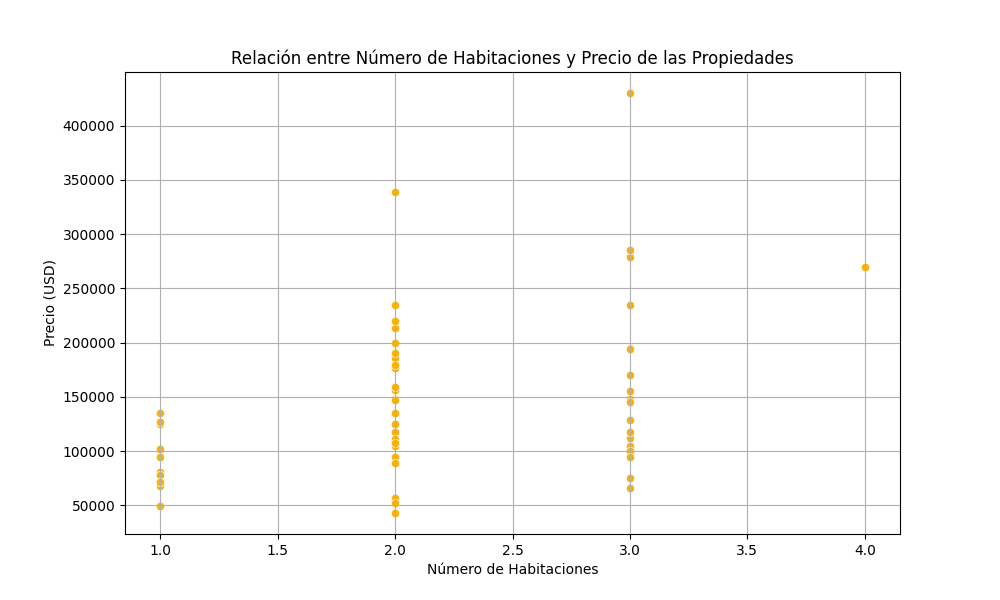 Relación entre Número de Habitaciones y Precio de las Propiedades
400000
350000
300000
250000
200000
150000
100000
50000
Precio (USD)
1.0 1.5 2.0 2.5 3.0 3.5 4.0
Número de Habitaciones